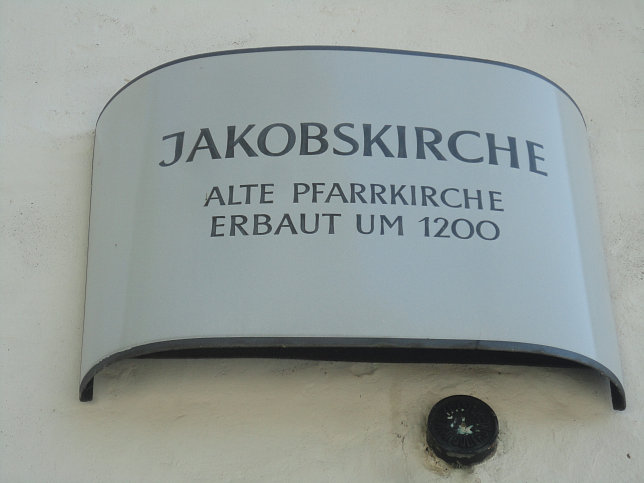 JAKOBSKIRCHE
ALTE PFARRKIRCHE
ERBAUT UM 1200